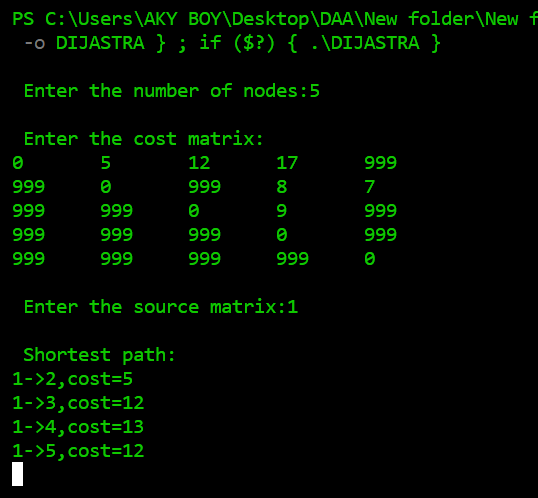 PS C:\Users\AKY BOY\Desktop\DAA\New folder\New f
-o DIJASTRA } ; if ($?) { .\DIJASTRA }
Enter the number of nodes:5
Enter the cost matrix:
0 5 12 17 999
999 0 999 8 7
999 999 0 9 999
999 999 999 0 999
999 999 999 999 0
Enter the source matrix:1
Shortest path:
1->2,cost=5
1->3,cost=12
1->4,cost=13
1->5,cost=12